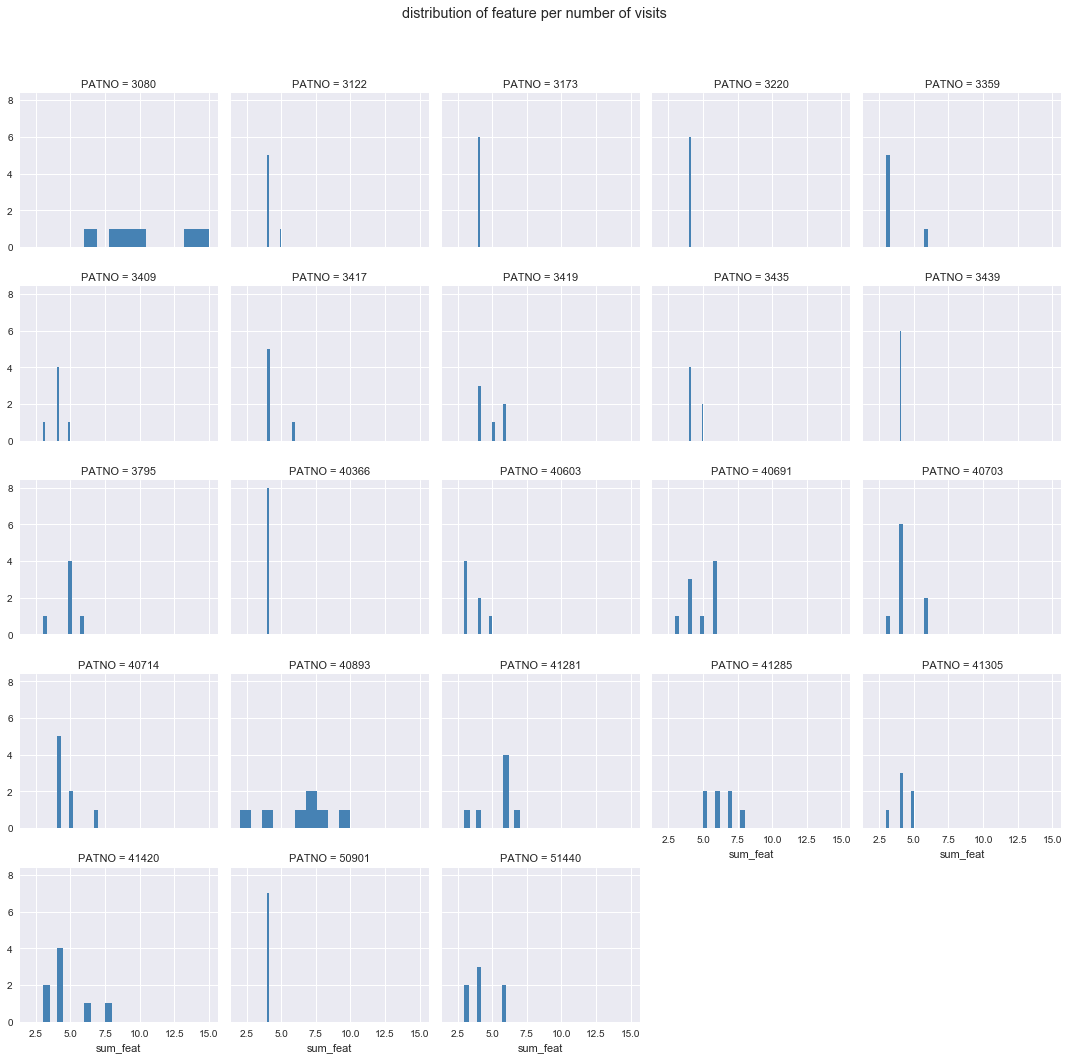 distribution of feature per number of visits
PATNO = 3080 PATNO = 3122 PATNO = 3173 PATNO = 3220 PATNO = 3359
8
6
4
2
0
PATNO = 3409 PATNO = 3417 PATNO = 3419 PATNO = 3435 PATNO = 3439
8
6
4
2
0
PATNO = 3795 PATNO = 40366 PATNO = 40603 PATNO = 40691 PATNO = 40703
8
6
4
2
0
PATNO = 40714 PATNO = 40893 PATNO = 41281 PATNO = 41285 PATNO = 41305
8
6
4
2
0
2.5 5.0 7.5 10.0 12.5 15.0 2.5 5.0 7.5 10.0 12.5 15.0
sum_feat sum_feat
PATNO = 41420 PATNO = 50901 PATNO = 51440
8
6
4
2
0
2.5 5.0 7.5 10.0 12.5 15.0 2.5 5.0 7.5 10.0 12.5 15.0 2.5 5.0 7.5 10.0 12.5 15.0
sum_feat sum_feat sum_feat